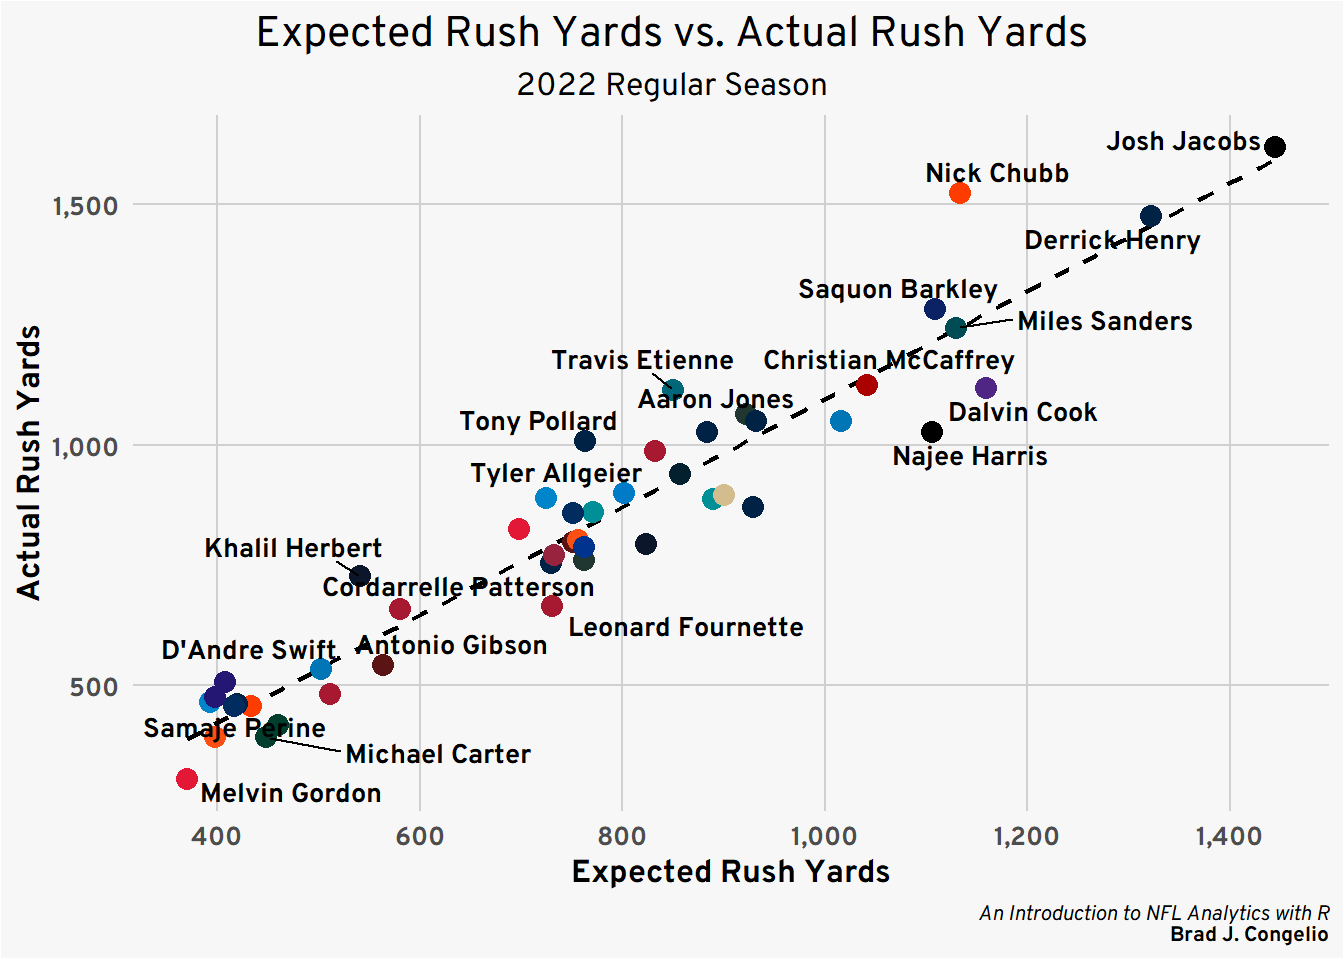 Expected Rush Yards vs. Actual Rush Yards
2022 Regular Season
Josh Jacobs
Nick Chubb
1,500
Derrick Henry
Saquon Barkley
Miles Sanders
Travis Etienne
Christian McCaffrey
Aaron Jones
Dalvin Cook
Tony Pollard
1,000
Najee Harris
Tyler Allgeier
Actual Rush Yards
Khalil Herbert
Cordarrelle Patterson
Leonard Fournette
D'Andre Swift
Antonio Gibson
500
Samaje Perine
Michael Carter
Melvin Gordon
400
600
800
1,000
1,200
1,400
Expected Rush Yards
An Introduction to NFL Analytics with R
Brad J. Congelio